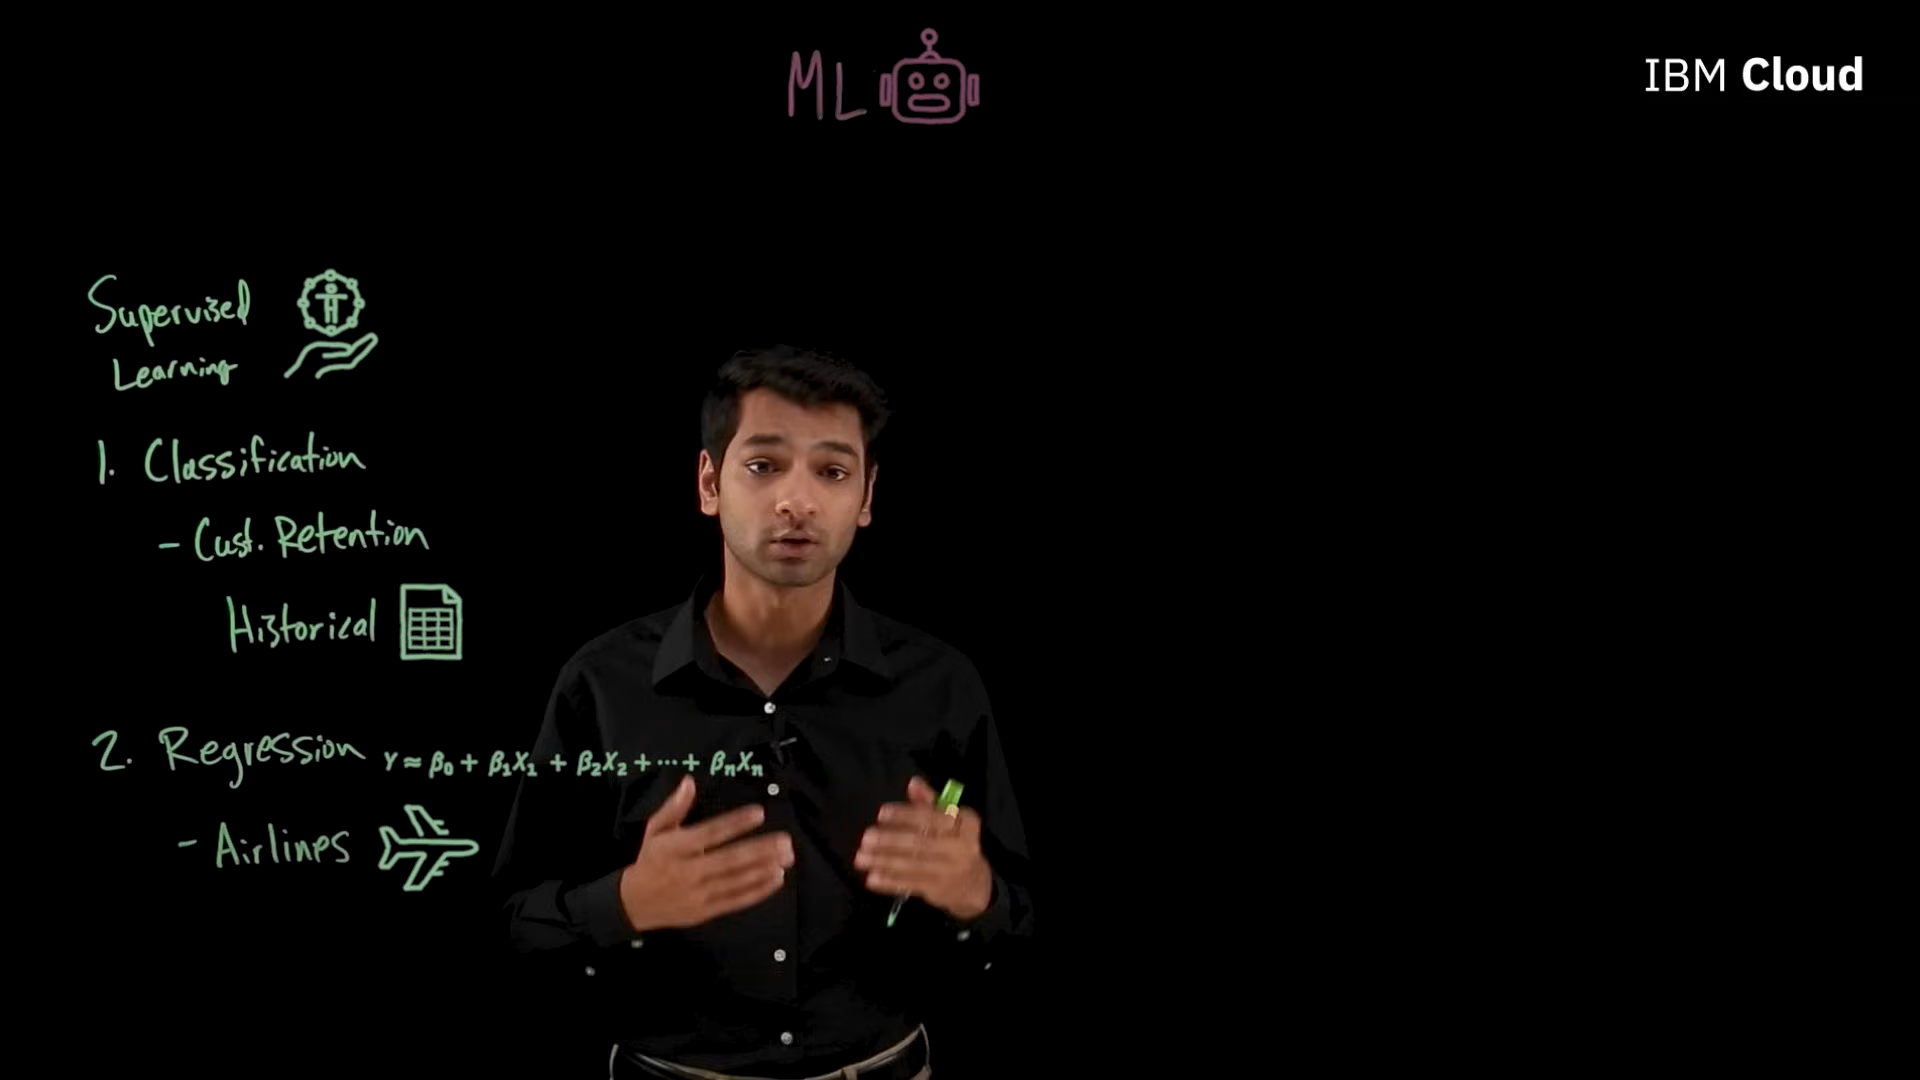 ML
IBM Cloud
Supervised
Learning
1. Classification
- Cust. Retention
Historical
2. Regression Y ≈ β₀ + β₁X₁ + β₂X₂ + ⋯ + βₙXₙ
- Airlines